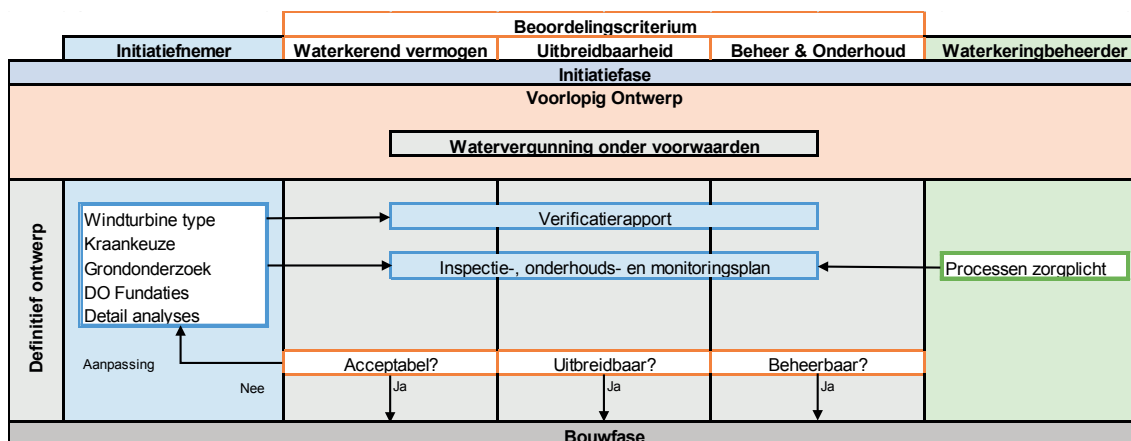 Beoordelingscriterium
Initiatiefnemer
Waterkerend vermogen
Uitbreidbaarheid
Beheer & Onderhoud
Waterkeringbeheerder
Initiatiefase
Voorlopig Ontwerp
Watervergunning onder voorwaarden
Definitief ontwerp
Windturbine type
Kraankeuze
Grondonderzoek
DO Fundaties
Detail analyses
Verificatierapport
Inspectie-, onderhouds- en monitoringsplan
Processen zorgplicht
Aanpassing
Nee
Acceptabel?
Uitbreidbaar?
Beheerbaar?
Ja
Ja
Ja
Bouwfase